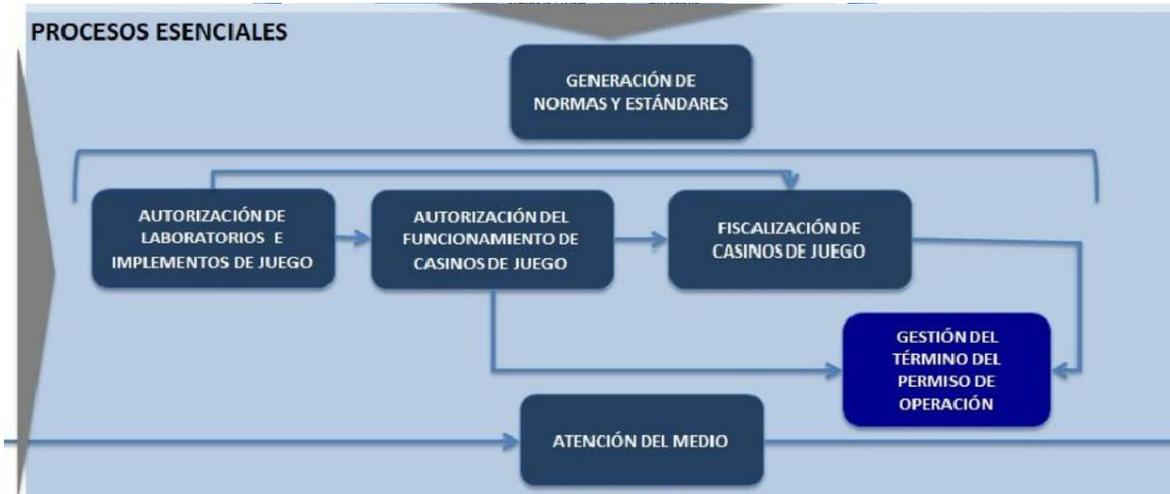 PROCESOS ESENCIALES
GENERACIÓN DE
NORMAS Y ESTÁNDARES
AUTORIZACIÓN DE
LABORATORIOS E
IMPLEMENTOS DE JUEGO
AUTORIZACIÓN DEL
FUNCIONAMIENTO DE
CASINOS DE JUEGO
FISCALIZACIÓN DE
CASINOS DE JUEGO
GESTIÓN DEL
TÉRMINO DEL
PERMISO DE
OPERACIÓN
ATENCIÓN DEL MEDIO